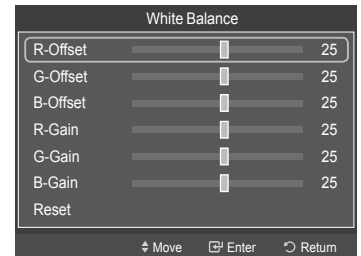 White Balance
R-Offset 25
G-Offset 25
B-Offset 25
R-Gain 25
G-Gain 25
B-Gain 25
Reset
Move Enter Return